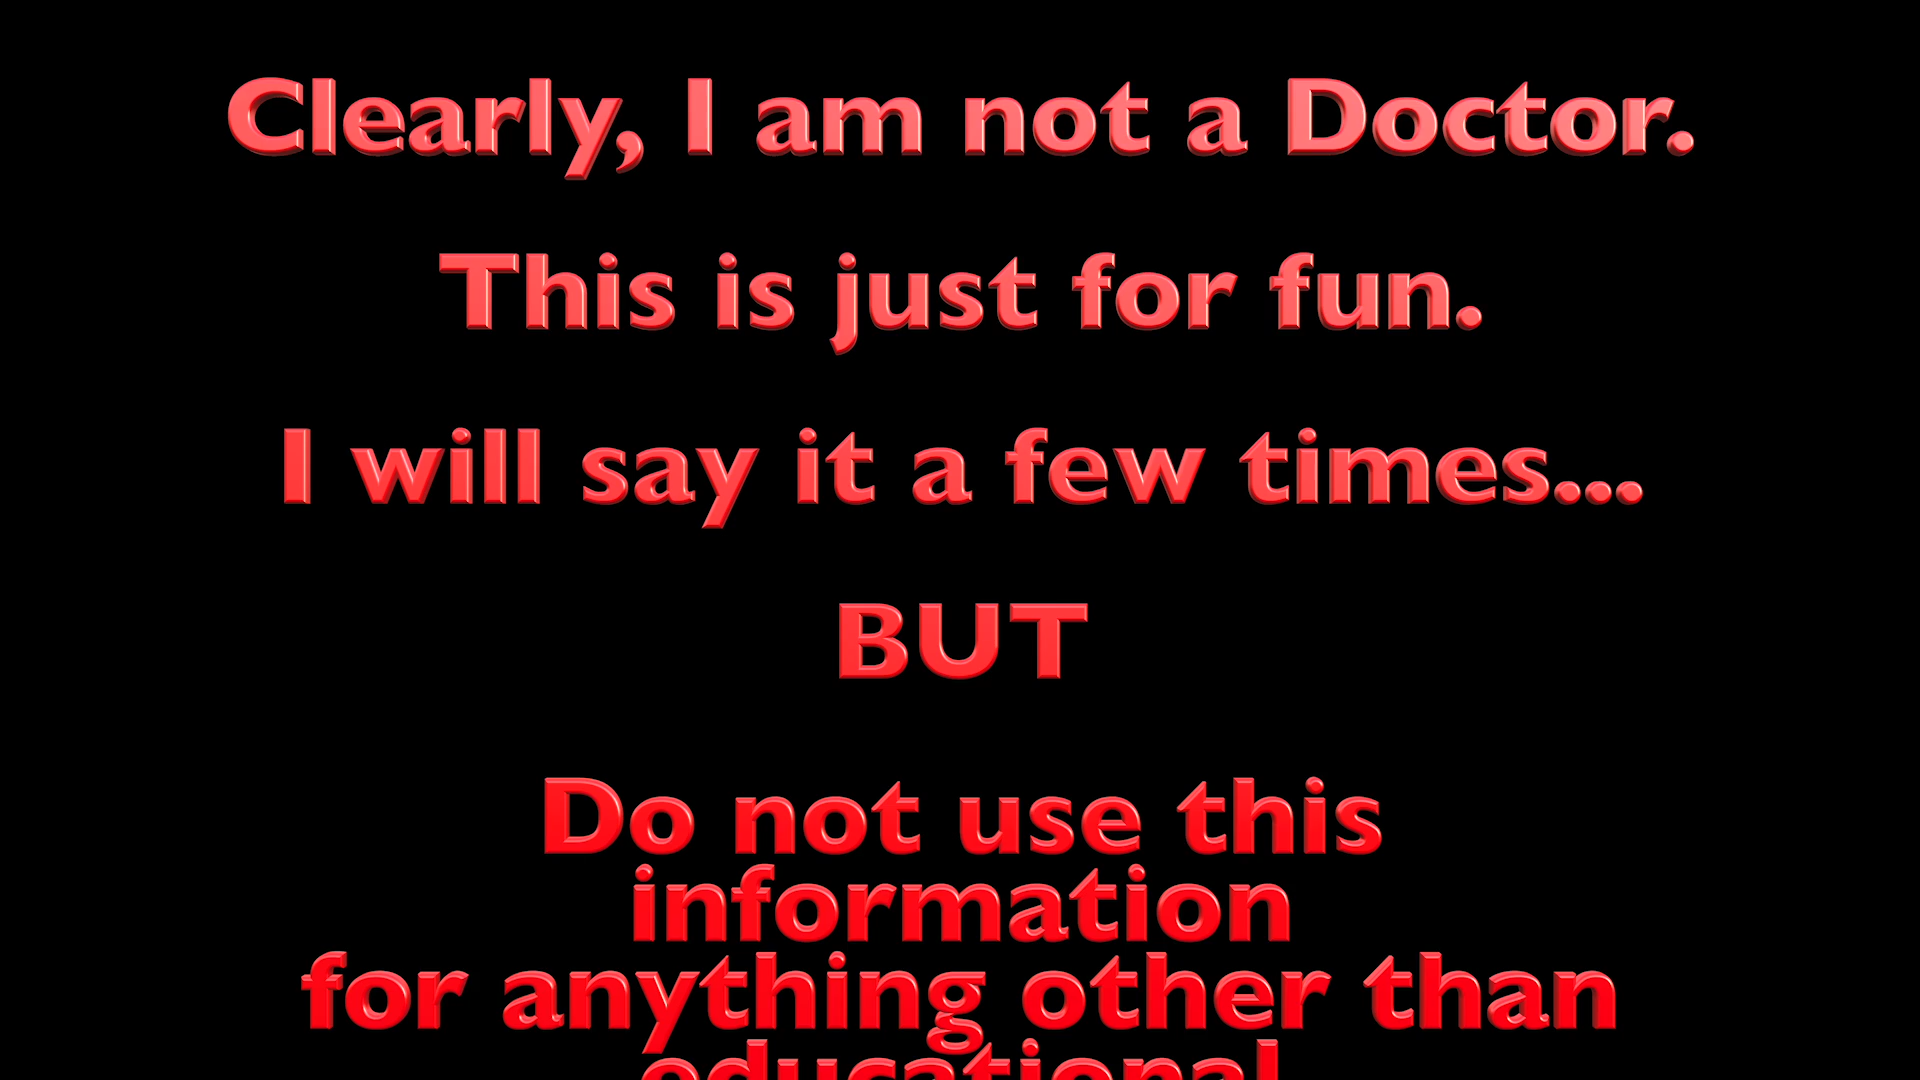 Clearly, I am not a Doctor.
This is just for fun.
I will say it a few times...
BUT
Do not use this
information
for anything other than
educational